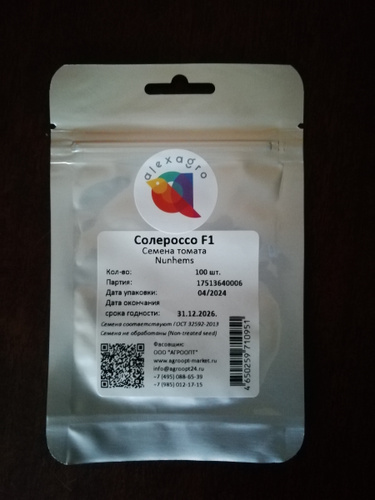 alexagro
Солероссо F1
Семена томата
Nunhems
Кол-во: 100 шт.
Партия: 17513640006
Дата упаковки: 04/2024
Дата окончания
срока годности: 31.12.2026.
Семена соответствуют ГОСТ 32592-2013
Семена не обработаны (Non treated seed)
Фасовщик:
ООО "АГРООПТ"
www.agroopt-market.ru
info@agroopt24.ru
+7 (495) 088-65-39
+7 (985) 012-17-15
4650259710951